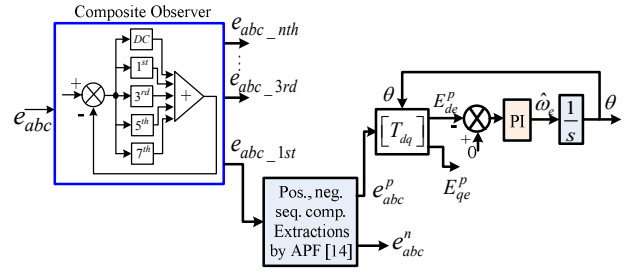 Composite Observer
DC
1st
3rd
5th
7th
+
-
+
e_abc
e_abc_nth
e_abc_3rd
e_abc_1st
Pos., neg.
seq. comp.
Extractions
by APF [14]
e^p_abc
e^n_abc
θ
[T_dq]
E^p_de
E^p_qe
-
+
0
PI
ω̂_e
1/s
θ